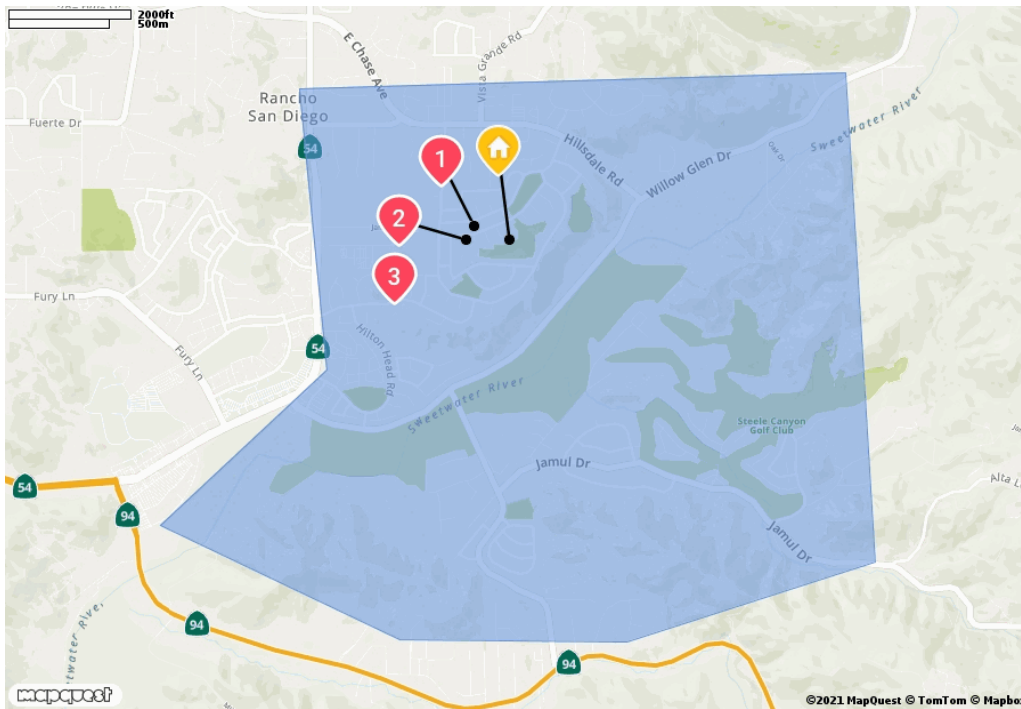 2000ft
500m
E Chase Ave
Vista Grande Rd
Rancho
San Diego
Fuerte Dr
54
1
Hillsdale Rd
Willow Glen Dr
Sweetwater River
2
3
Fury Ln
Fury Ln
54
Hilton Head Rd
Sweetwater River
Steele Canyon
Golf Club
Jamul Dr
54
94
Alta L
Jamul Dr
94
94
mapquest
©2021 MapQuest © TomTom © Mapbo